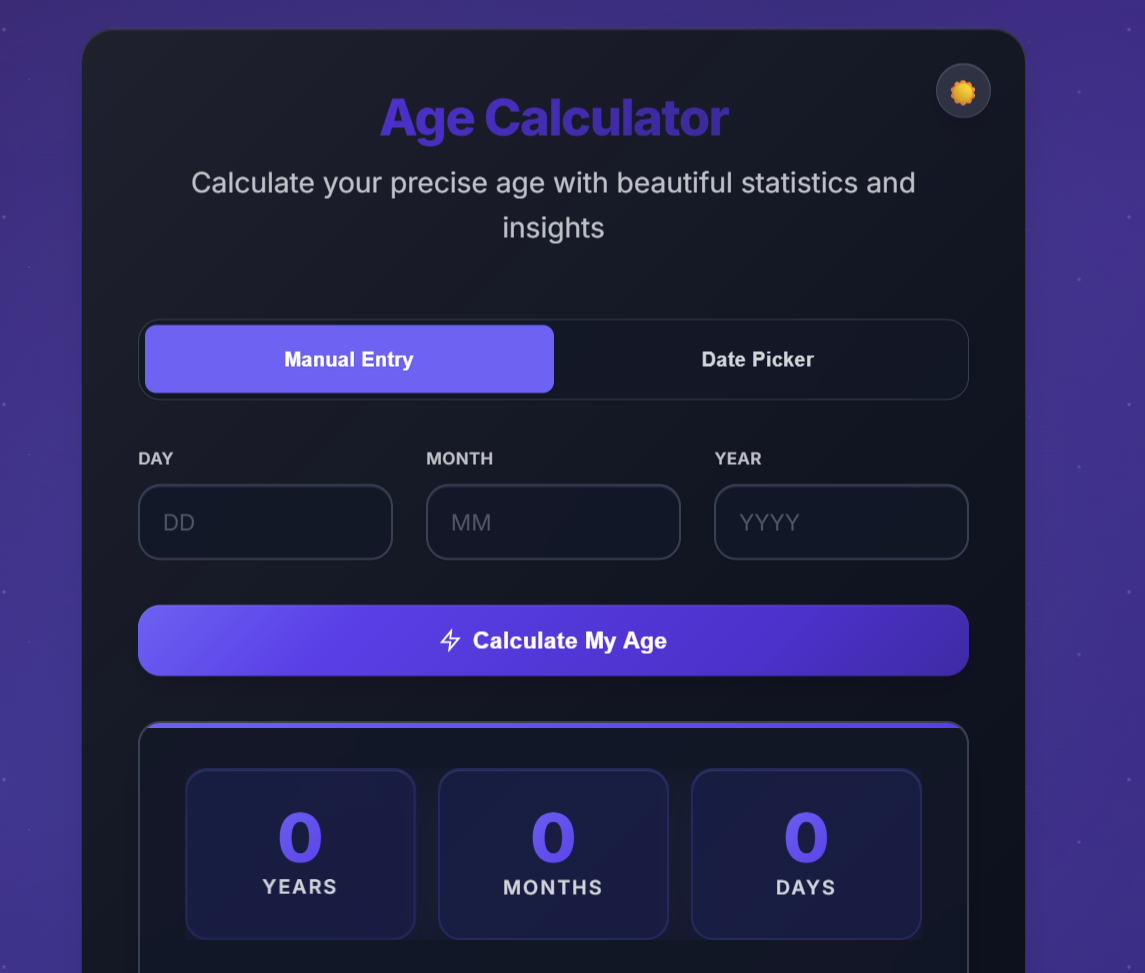 Age Calculator
Calculate your precise age with beautiful statistics and
insights
Manual Entry
Date Picker
DAY
MONTH
YEAR
DD
MM
YYYY
Calculate My Age
0
0
0
YEARS
MONTHS
DAYS